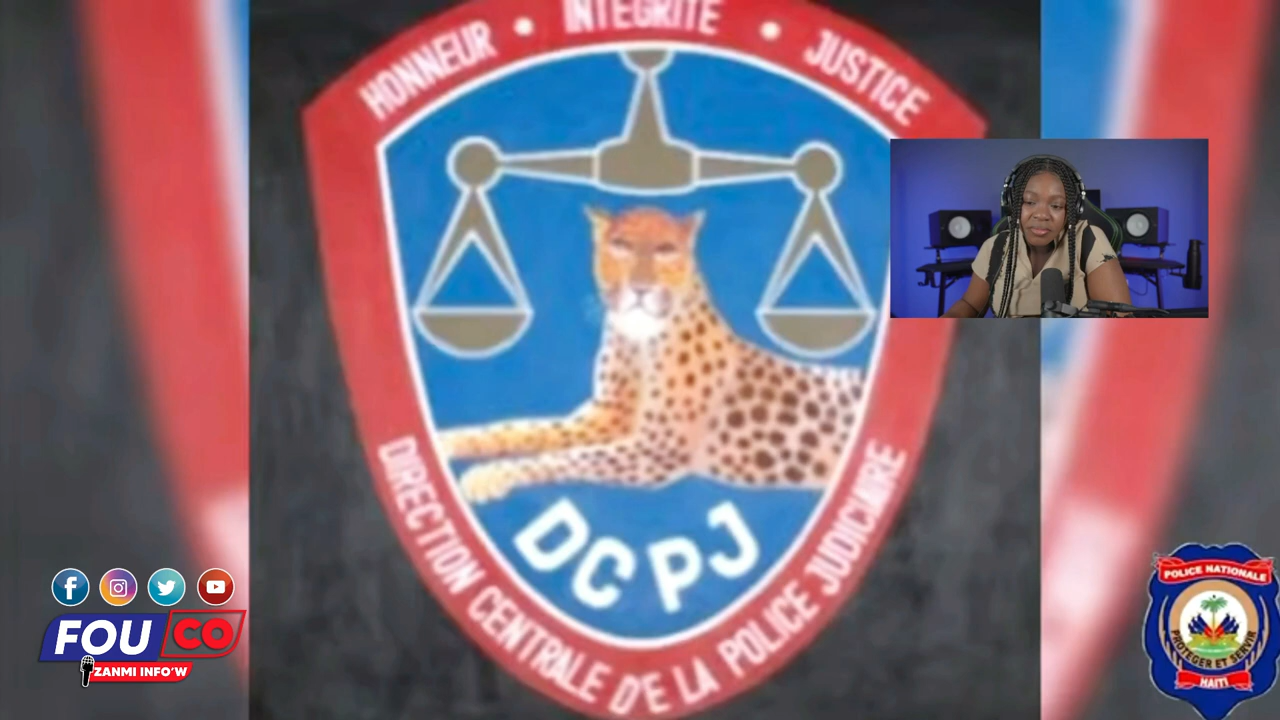 HONNEUR • INTEGRITE • JUSTICE
DCPJ
DIRECTION CENTRALE DE LA POLICE JUDICIAIRE
FOU CO
ZANMI INFO'W
POLICE NATIONALE
PROTEGER ET SERVIR
HAITI